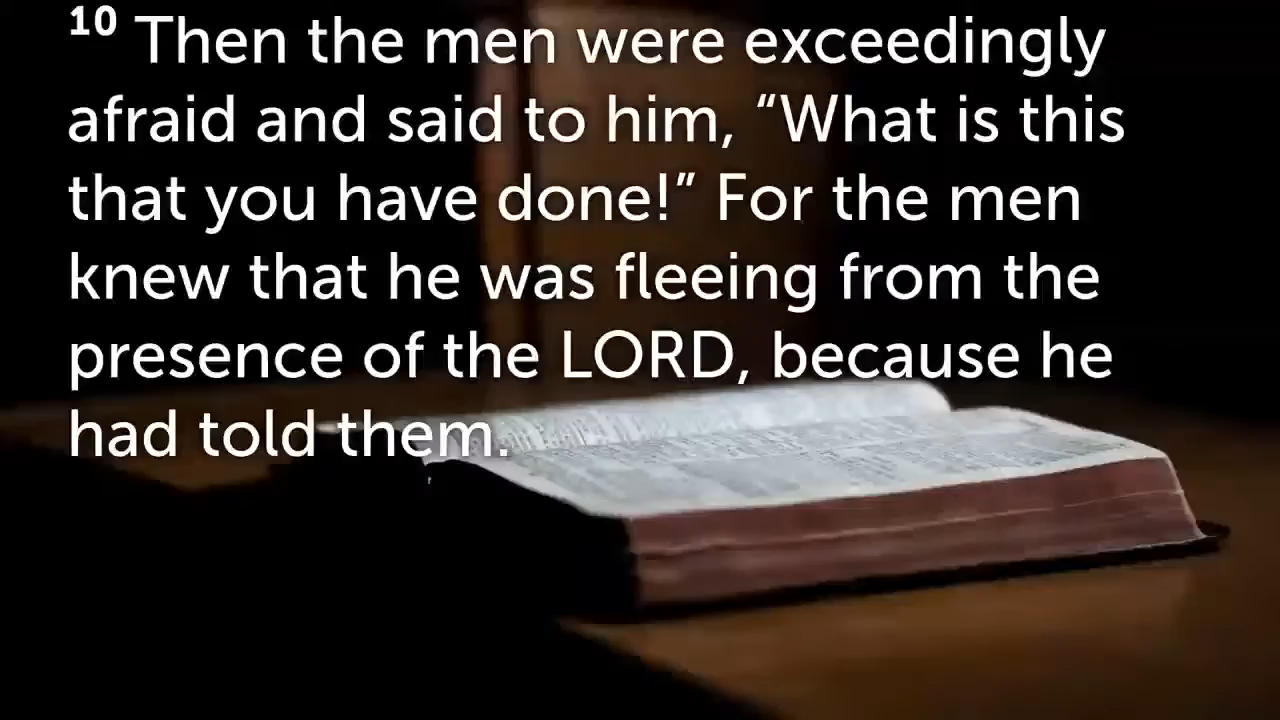 10 Then the men were exceedingly
afraid and said to him, “What is this
that you have done!” For the men
knew that he was fleeing from the
presence of the LORD, because he
had told them.